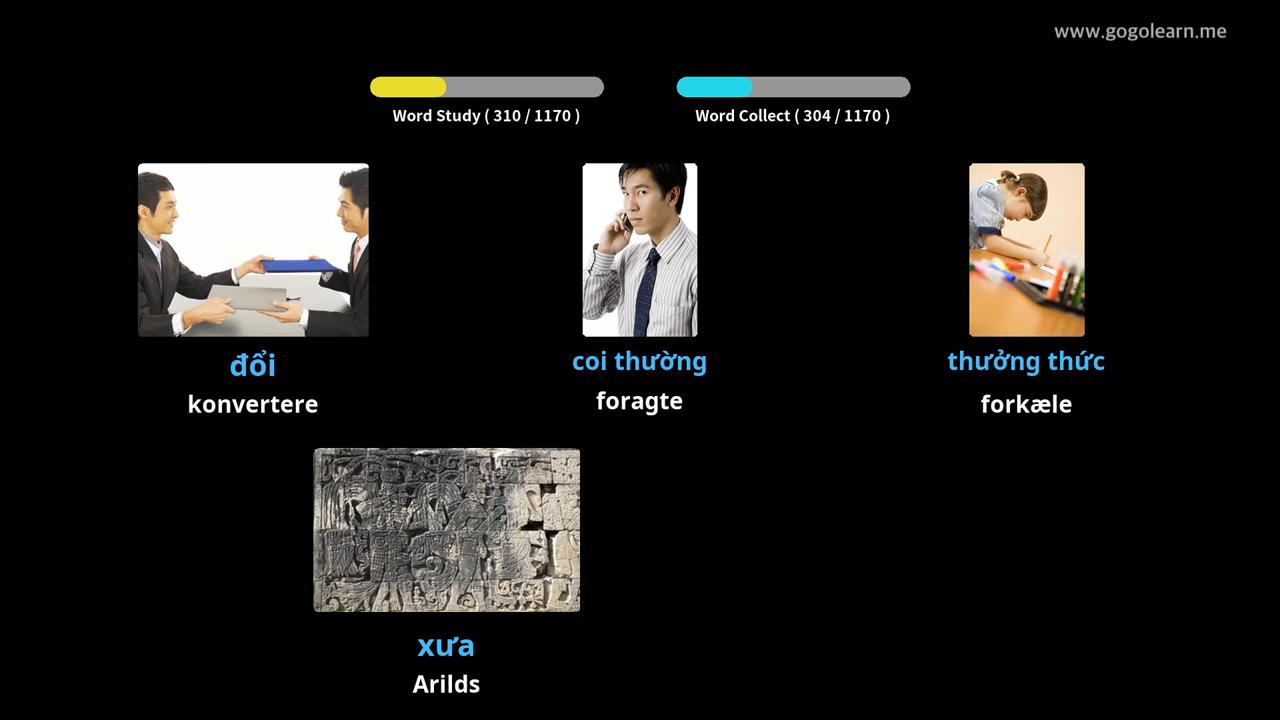 www.gogolearn.me
Word Study ( 310 / 1170 )
Word Collect ( 304 / 1170 )
đổi
konvertere
coi thường
foragte
thưởng thức
forkæle
xưa
Arilds